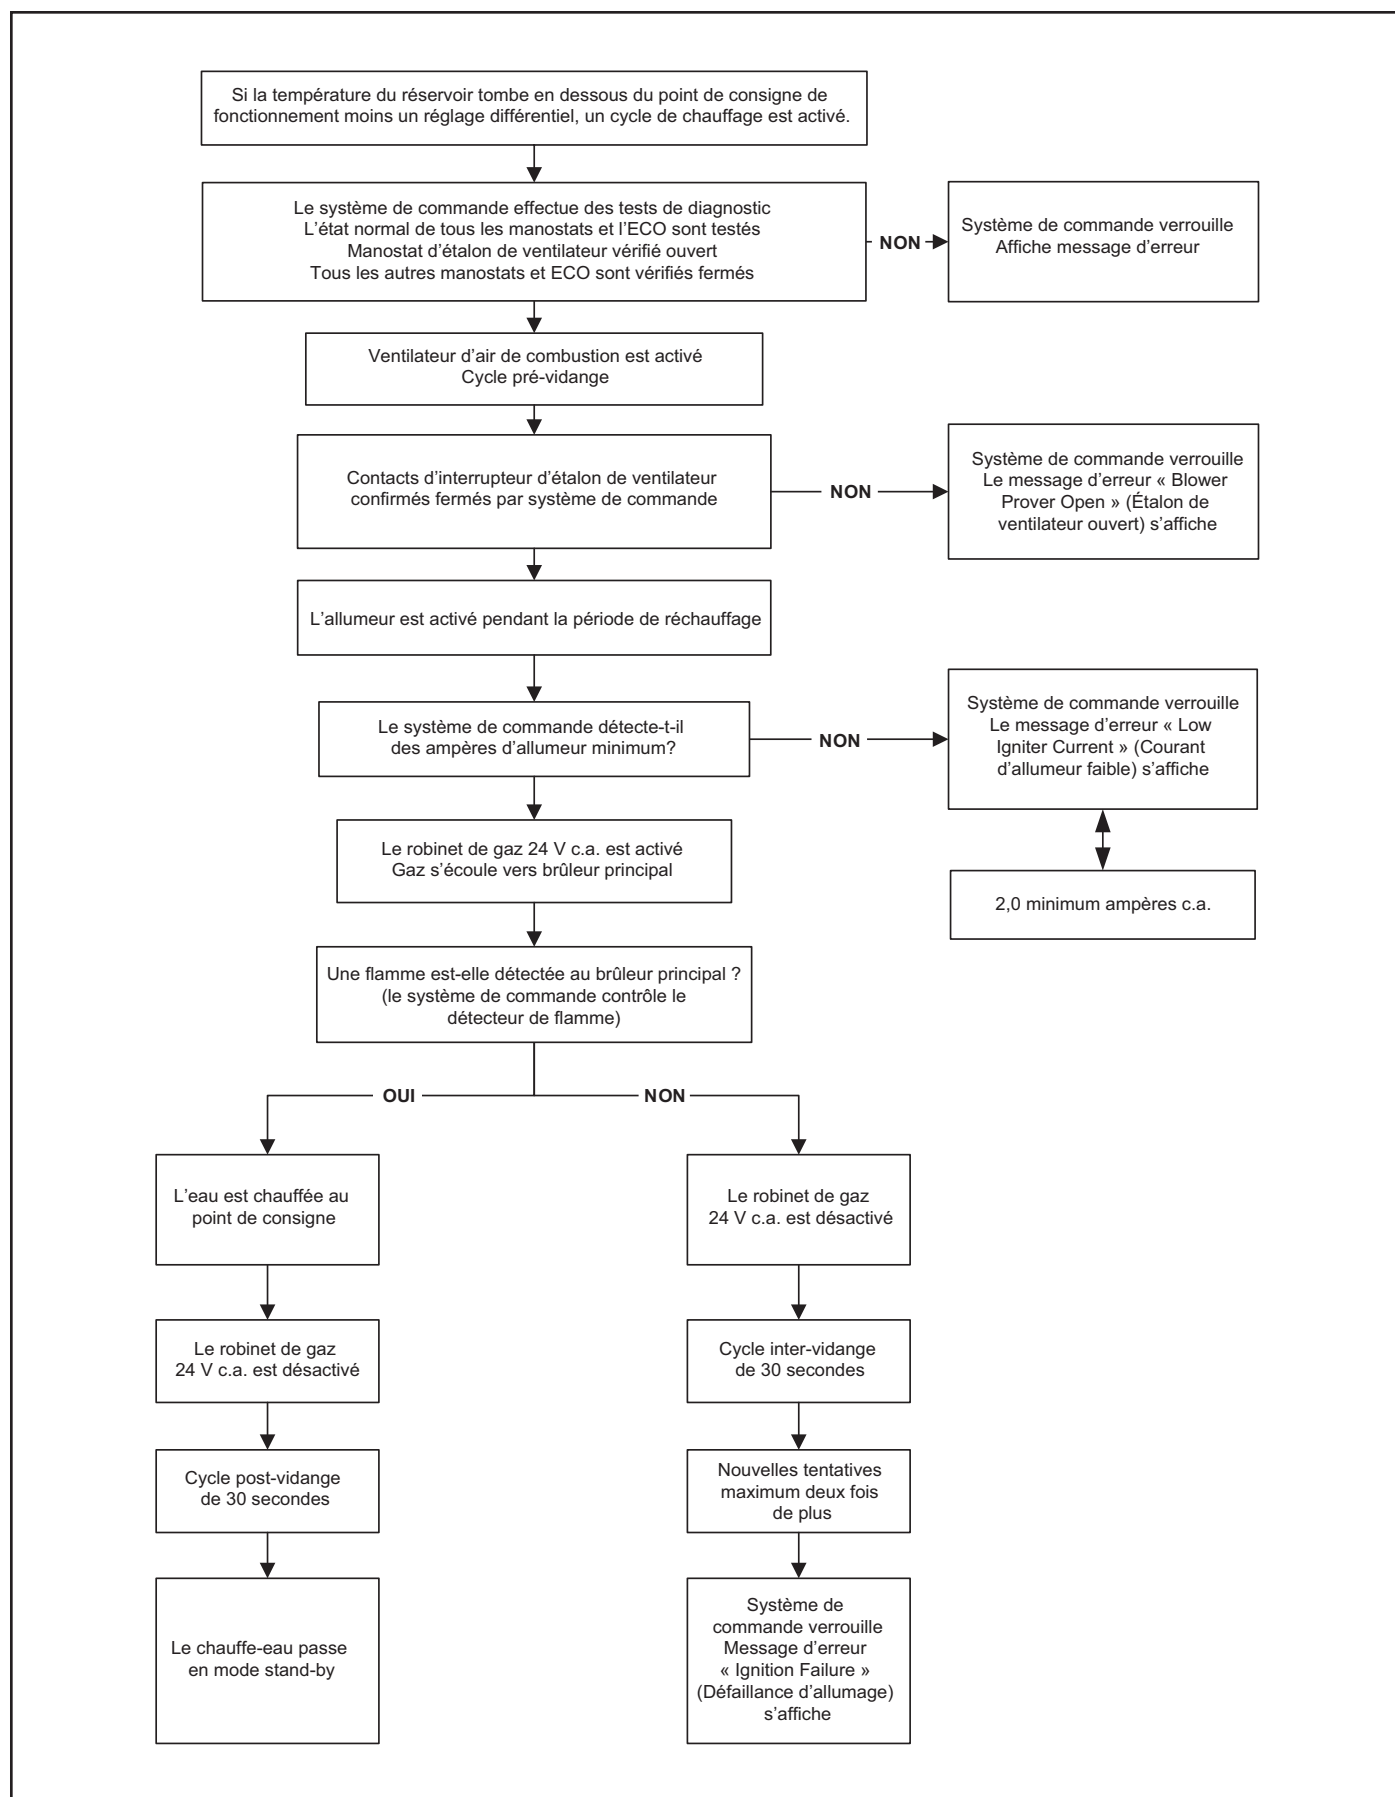 Si la température du réservoir tombe en dessous du point de consigne de
fonctionnement moins un réglage différentiel, un cycle de chauffage est activé.
Le système de commande effectue des tests de diagnostic
L'état normal de tous les manostats et l'ECO sont testés
Manostat d'étalon de ventilateur vérifié ouvert
Tous les autres manostats et ECO sont vérifiés fermés
NON
Système de commande verrouille
Affiche message d'erreur
Ventilateur d'air de combustion est activé
Cycle pré-vidange
Contacts d'interrupteur d'étalon de ventilateur
confirmés fermés par système de commande
NON
Système de commande verrouille
Le message d'erreur « Blower
Prover Open » (Étalon de
ventilateur ouvert) s'affiche
L'allumeur est activé pendant la période de réchauffage
Le système de commande détecte-t-il
des ampères d'allumeur minimum?
NON
Système de commande verrouille
Le message d'erreur « Low
Igniter Current » (Courant
d'allumeur faible) s'affiche
2,0 minimum ampères c.a.
Le robinet de gaz 24 V c.a. est activé
Gaz s'écoule vers brûleur principal
Une flamme est-elle détectée au brûleur principal ?
(le système de commande contrôle le
détecteur de flamme)
OUI
NON
L'eau est chauffée au
point de consigne
Le robinet de gaz
24 V c.a. est désactivé
Cycle post-vidange
de 30 secondes
Le chauffe-eau passe
en mode stand-by
Le robinet de gaz
24 V c.a. est désactivé
Cycle inter-vidange
de 30 secondes
Nouvelles tentatives
maximum deux fois
de plus
Système de
commande verrouille
Message d'erreur
« Ignition Failure »
(Défaillance d'allumage)
s'affiche